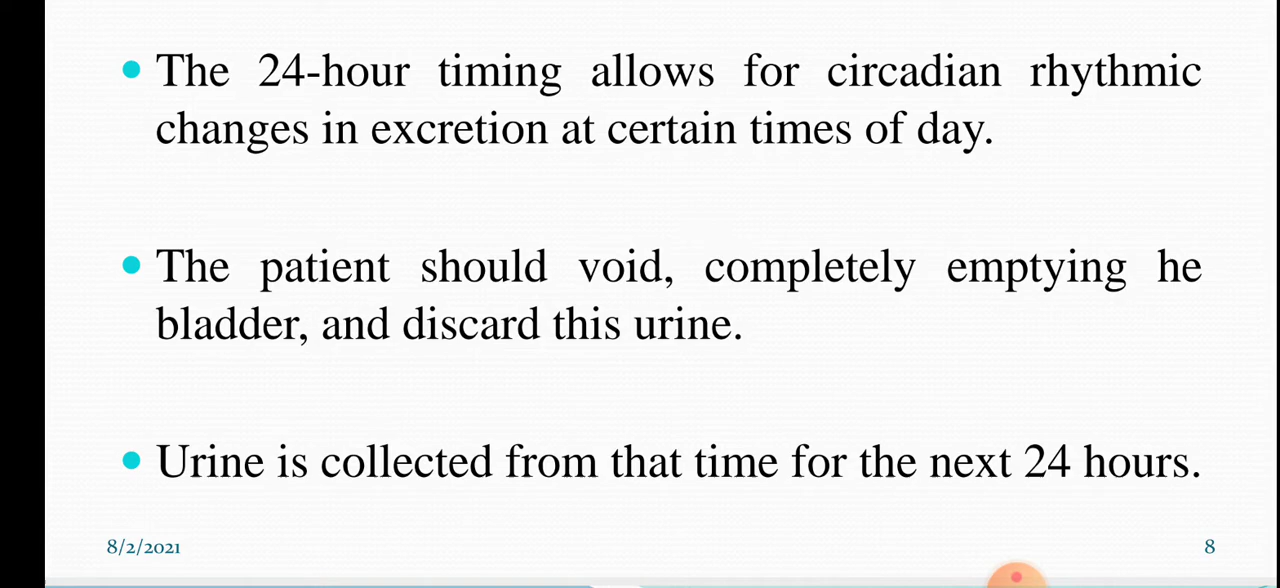 • The 24-hour timing allows for circadian rhythmic
changes in excretion at certain times of day.
• The patient should void, completely emptying he
bladder, and discard this urine.
• Urine is collected from that time for the next 24 hours.
8/2/2021
8